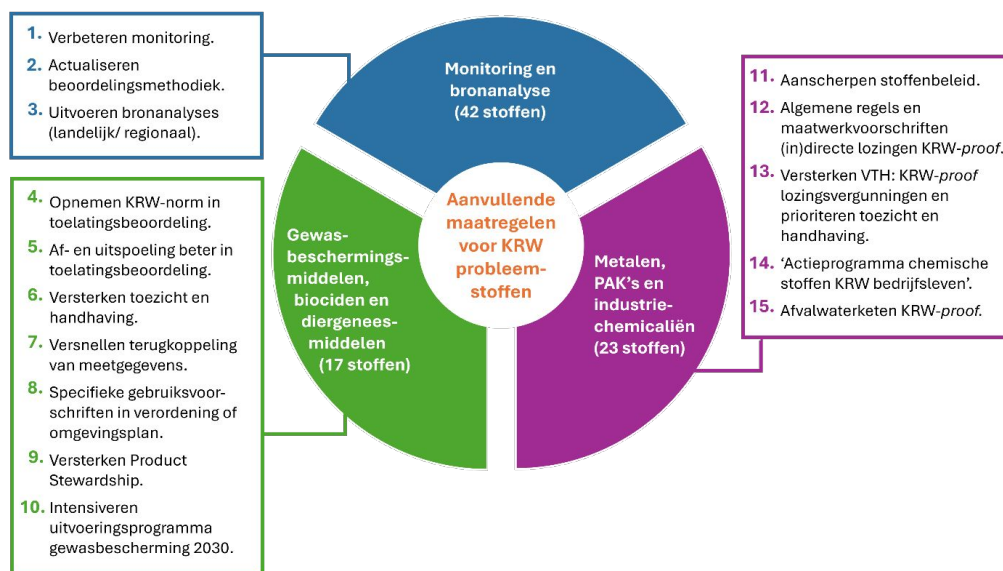 1. Verbeteren monitoring.
2. Actualiseren
beoordelingsmethodiek.
3. Uitvoeren bronanalyses
(landelijk/ regionaal).
Monitoring en
bronanalyse
(42 stoffen)
4. Opnemen KRW-norm in
toelatingsbeoordeling.
5. Af- en uitspoeling beter in
toelatingsbeoordeling.
6. Versterken toezicht en
handhaving.
7. Versnellen terugkoppeling
van meetgegevens.
8. Specifieke gebruiksvoor-
schriften in verordening of
omgevingsplan.
9. Versterken Product
Stewardship.
10. Intensiveren
uitvoeringsprogramma
gewasbescherming 2030.
Gewas-
beschermings-
middelen,
biociden en
diergenees-
middelen
(17 stoffen)
Aanvullende
maatregelen
voor KRW
probleem-
stoffen
Metalen,
PAK's en
industrie-
chemicaliën
(23 stoffen)
11. Aanscherpen stoffenbeleid.
12. Algemene regels en
maatwerkvoorschriften
(in)directe lozingen KRW-proof.
13. Versterken VTH: KRW-proof
lozingsvergunningen en
prioriteren toezicht en
handhaving.
14. ‘Actieprogramma chemische
stoffen KRW bedrijfsleven’.
15. Afvalwaterketen KRW-proof.